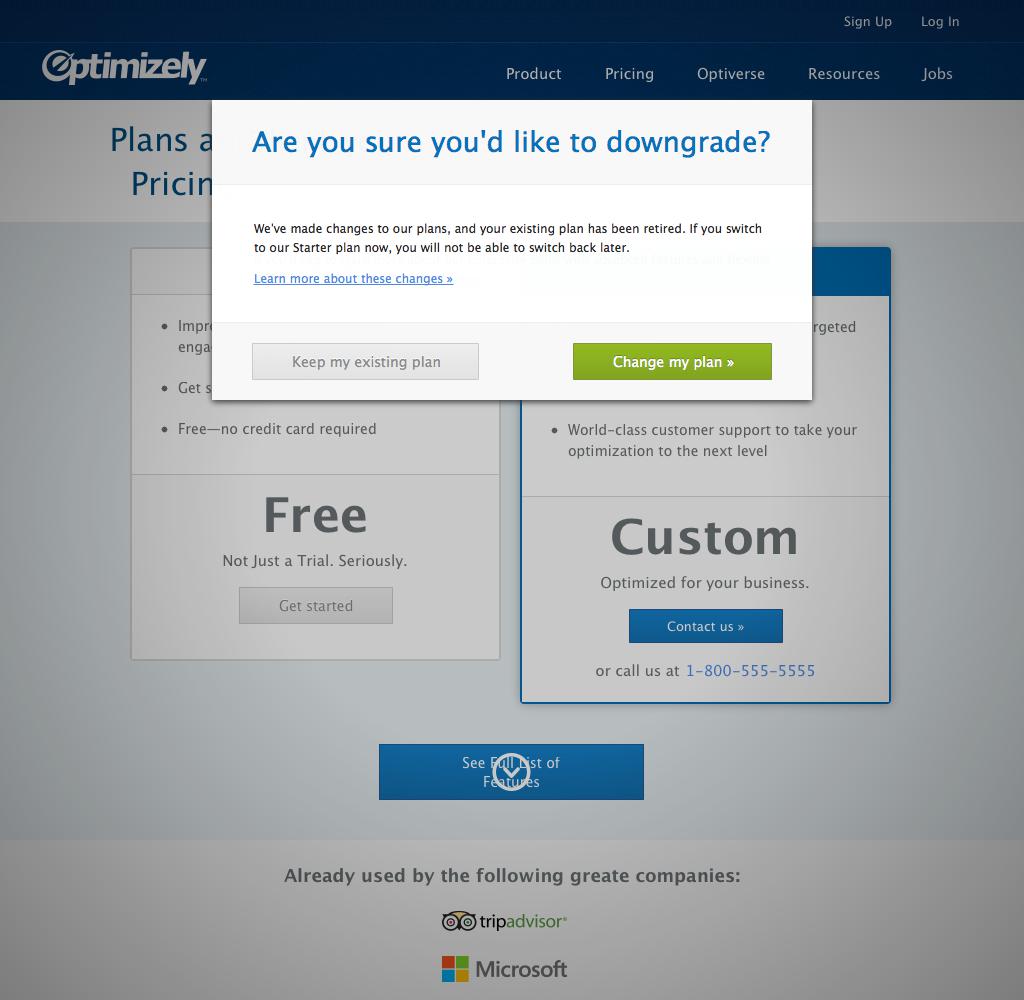 Sign Up Log In
Optimizely™
Product Pricing Optiverse Resources Jobs
Plans a
Pricin
Are you sure you'd like to downgrade?
We've made changes to our plans, and your existing plan has been retired. If you switch
to our Starter plan now, you will not be able to switch back later.
Learn more about these changes »
Keep my existing plan
Change my plan »
Impr
enga
Get s
Free—no credit card required
Free
Not Just a Trial. Seriously.
Get started
rgeted
World-class customer support to take your
optimization to the next level
Custom
Optimized for your business.
Contact us »
or call us at 1-800-555-5555
See Full List of
Features
Already used by the following greate companies:
tripadvisor®
Microsoft